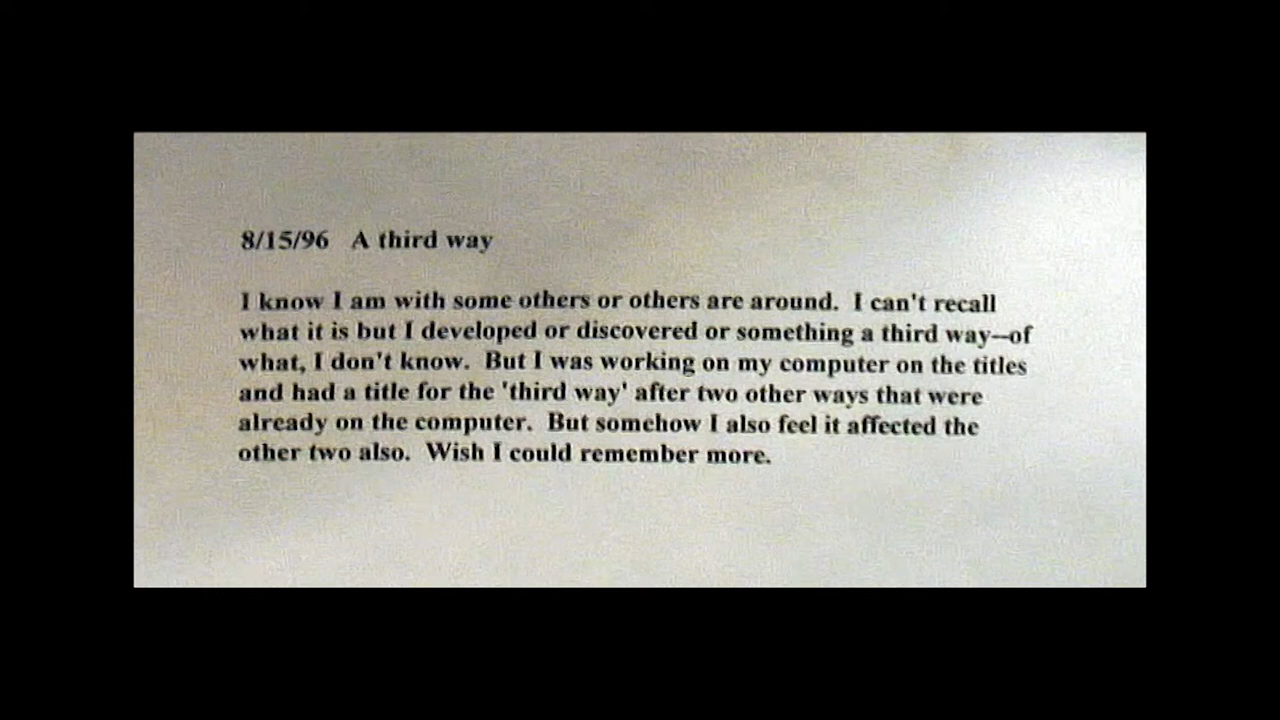 8/15/96   A third way
I know I am with some others or others are around.  I can't recall
what it is but I developed or discovered or something a third way--of
what, I don't know.  But I was working on my computer on the titles
and had a title for the 'third way' after two other ways that were
already on the computer.  But somehow I also feel it affected the
other two also.  Wish I could remember more.